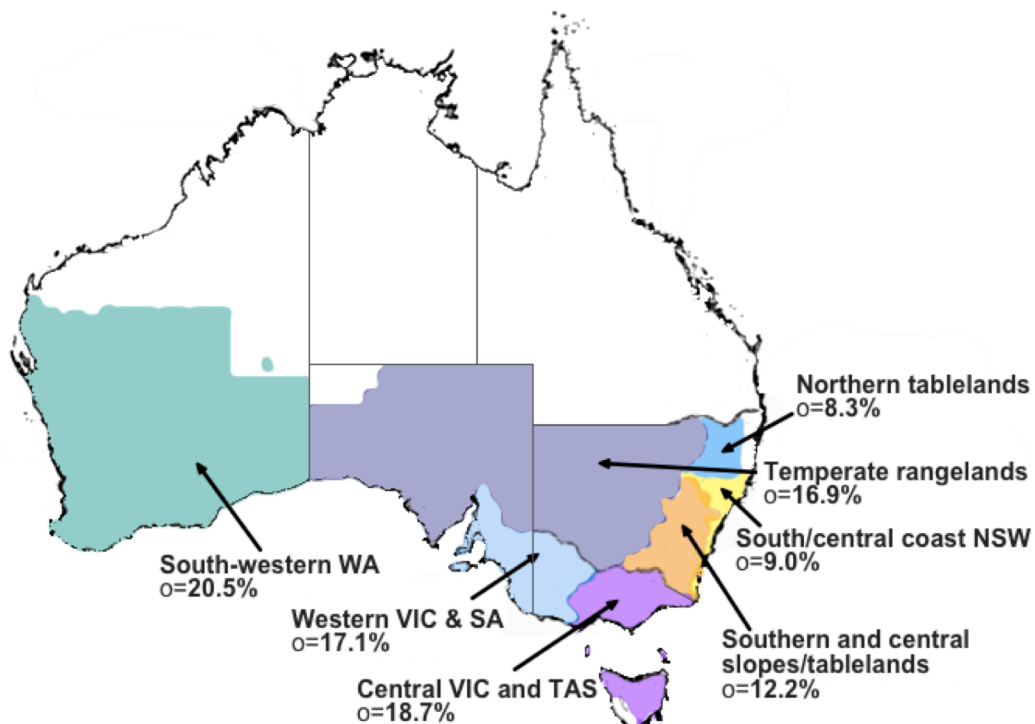 Northern tablelands
o=8.3%
Temperate rangelands
o=16.9%
South/central coast NSW
o=9.0%
South-western WA
o=20.5%
Western VIC & SA
o=17.1%
Southern and central
slopes/tablelands
o=12.2%
Central VIC and TAS
o=18.7%